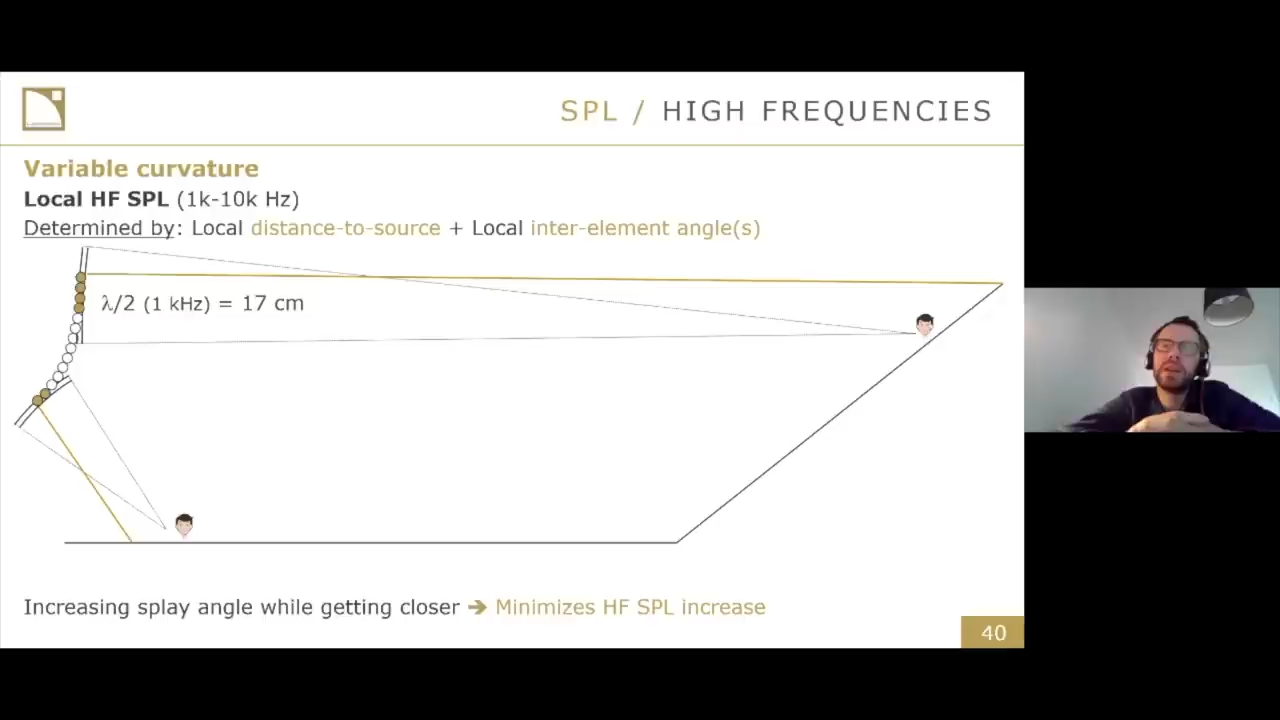 SPL / HIGH FREQUENCIES
Variable curvature
Local HF SPL (1k-10k Hz)
Determined by: Local distance-to-source + Local inter-element angle(s)
λ/2 (1 kHz) = 17 cm
Increasing splay angle while getting closer ➔ Minimizes HF SPL increase
40